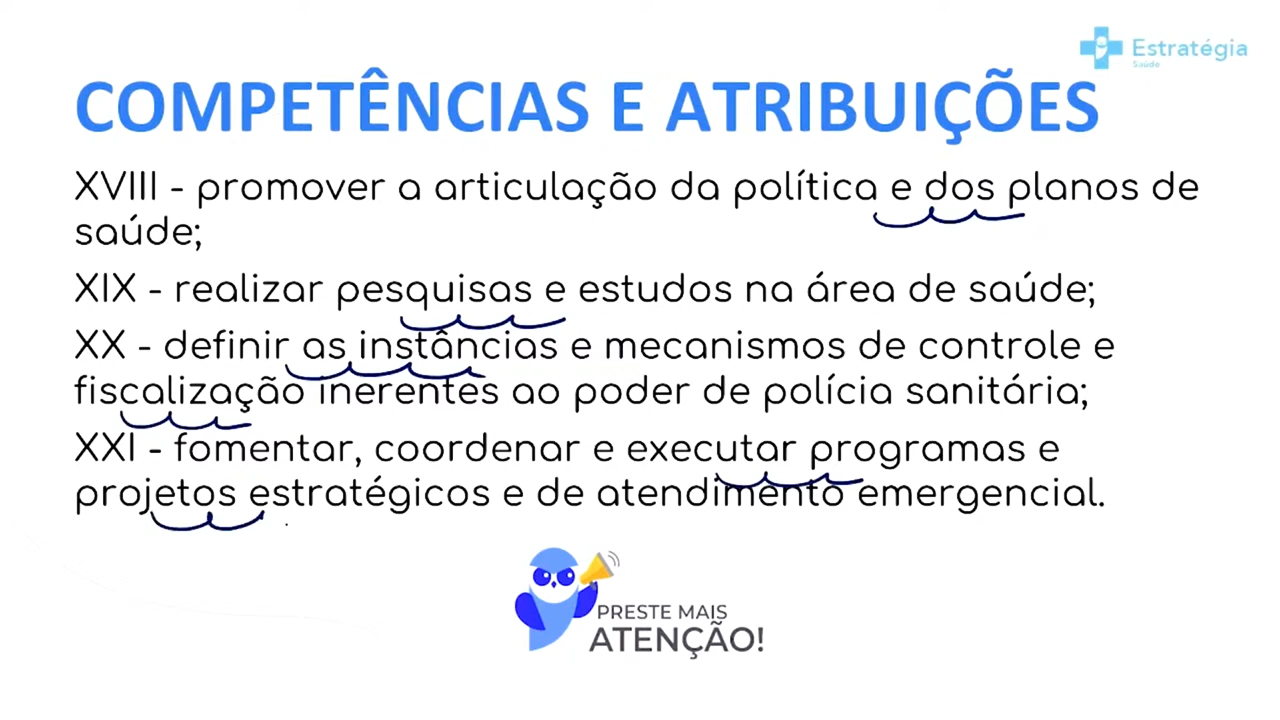 Estratégia
Saúde
COMPETÊNCIAS E ATRIBUIÇÕES
XVIII - promover a articulação da política e dos planos de
saúde;
XIX - realizar pesquisas e estudos na área de saúde;
XX - definir as instâncias e mecanismos de controle e
fiscalização inerentes ao poder de polícia sanitária;
XXI - fomentar, coordenar e executar programas e
projetos estratégicos e de atendimento emergencial.
PRESTE MAIS
ATENÇÃO!